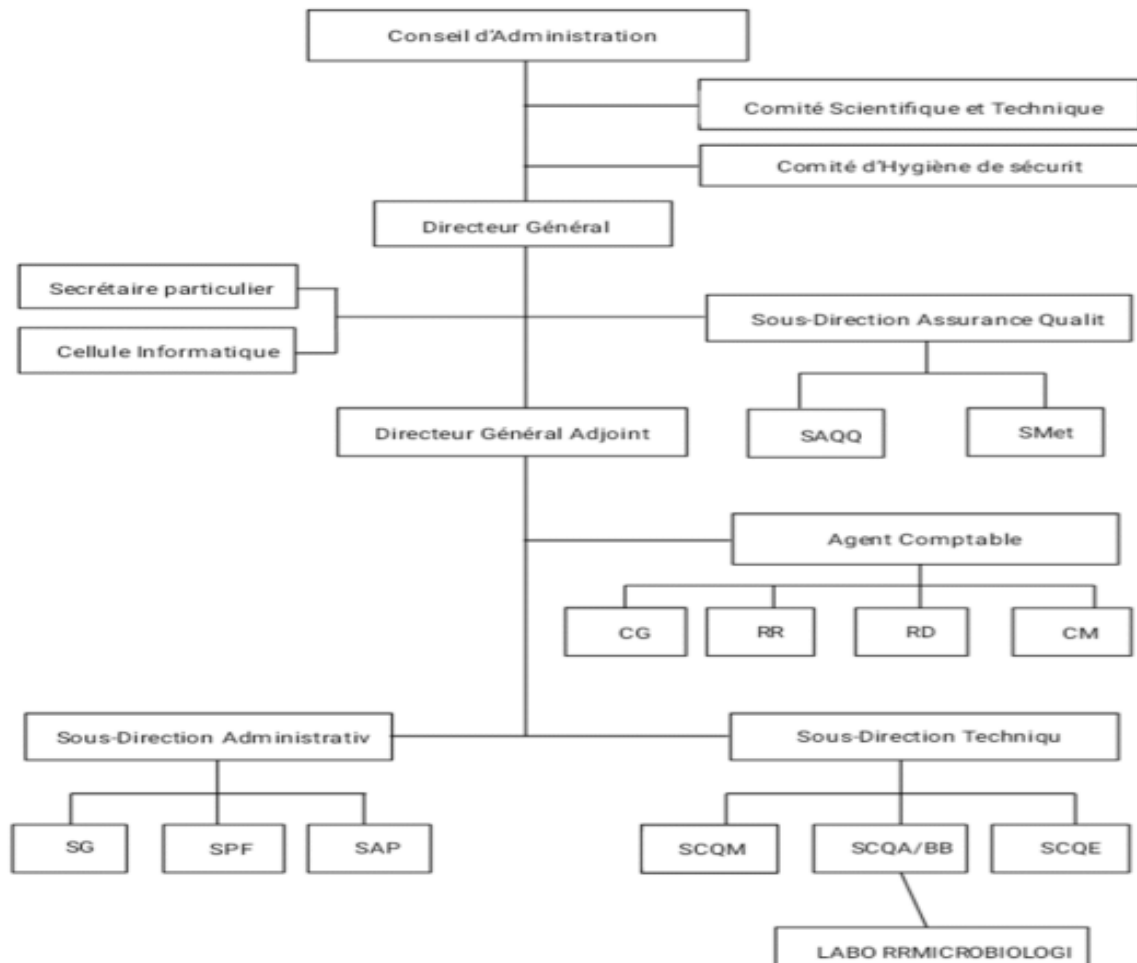 Conseil d'Administration
Comité Scientifique et Technique
Comité d'Hygiène de sécurit
Directeur Général
Secrétaire particulier
Cellule Informatique
Sous-Direction Assurance Qualit
SAQQ
SMet
Directeur Général Adjoint
Agent Comptable
CG
RR
RD
CM
Sous-Direction Administrativ
Sous-Direction Techniqu
SG
SPF
SAP
SCQM
SCQA/BB
SCQE
LABO RRMICROBIOLOGI